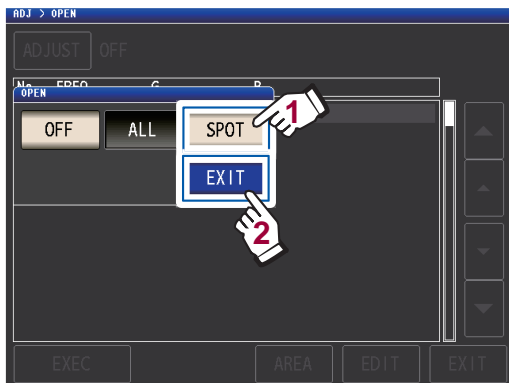 ADJ > OPEN
ADJUST OFF
No. FREQ G B
OPEN
OFF ALL SPOT
1
EXIT
2
EXEC AREA EDIT EXIT